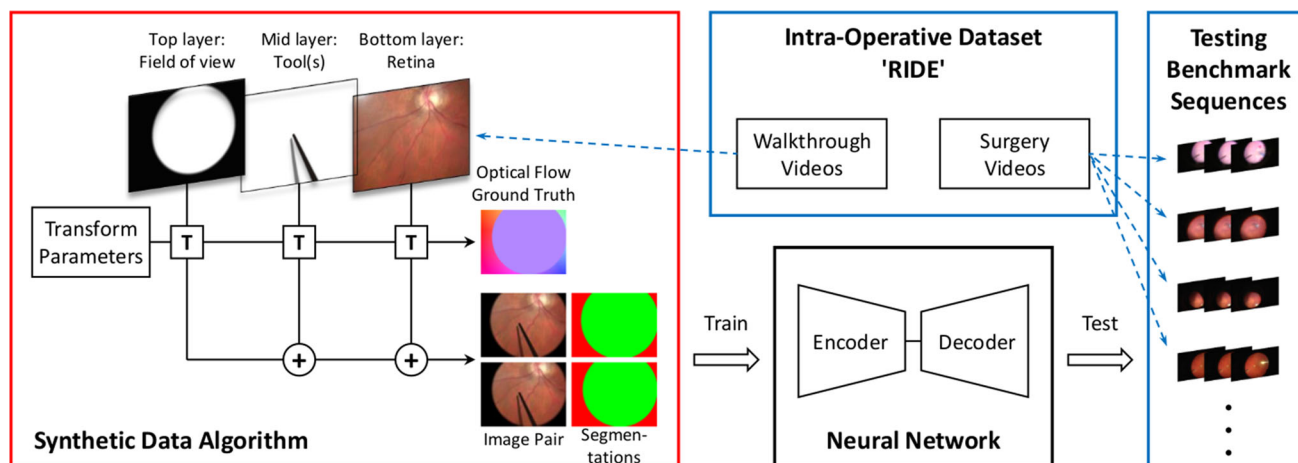 Top layer:
Field of view
Mid layer:
Tool(s)
Bottom layer:
Retina
Optical Flow
Ground Truth
Transform
Parameters
T
T
T
+
+
Image Pair
Segmen-
tations
Synthetic Data Algorithm
Intra-Operative Dataset
'RIDE'
Walkthrough
Videos
Surgery
Videos
Train
Encoder
Decoder
Neural Network
Test
Testing
Benchmark
Sequences